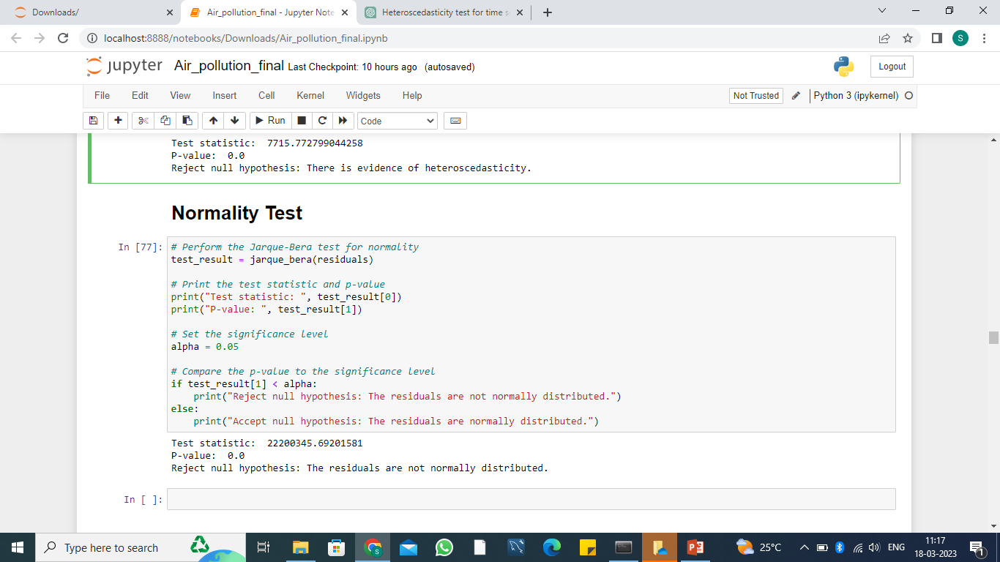 Downloads/
Air_pollution_final - Jupyter Note
Heteroscedasticity test for time s
localhost:8888/notebooks/Downloads/Air_pollution_final.ipynb
S
jupyter Air_pollution_final Last Checkpoint: 10 hours ago (autosaved)
Logout
File Edit View Insert Cell Kernel Widgets Help
Not Trusted
Python 3 (ipykernel)
Run
Code
Test statistic:  7715.772799044258
P-value:  0.0
Reject null hypothesis: There is evidence of heteroscedasticity.
Normality Test
In [77]:
# Perform the Jarque-Bera test for normality
test_result = jarque_bera(residuals)
# Print the test statistic and p-value
print("Test statistic: ", test_result[0])
print("P-value: ", test_result[1])
# Set the significance level
alpha = 0.05
# Compare the p-value to the significance level
if test_result[1] < alpha:
    print("Reject null hypothesis: The residuals are not normally distributed.")
else:
    print("Accept null hypothesis: The residuals are normally distributed.")
Test statistic:  22200345.69201581
P-value:  0.0
Reject null hypothesis: The residuals are not normally distributed.
In [ ]:
Type here to search
S
25°C
ENG
11:17
18-03-2023
1